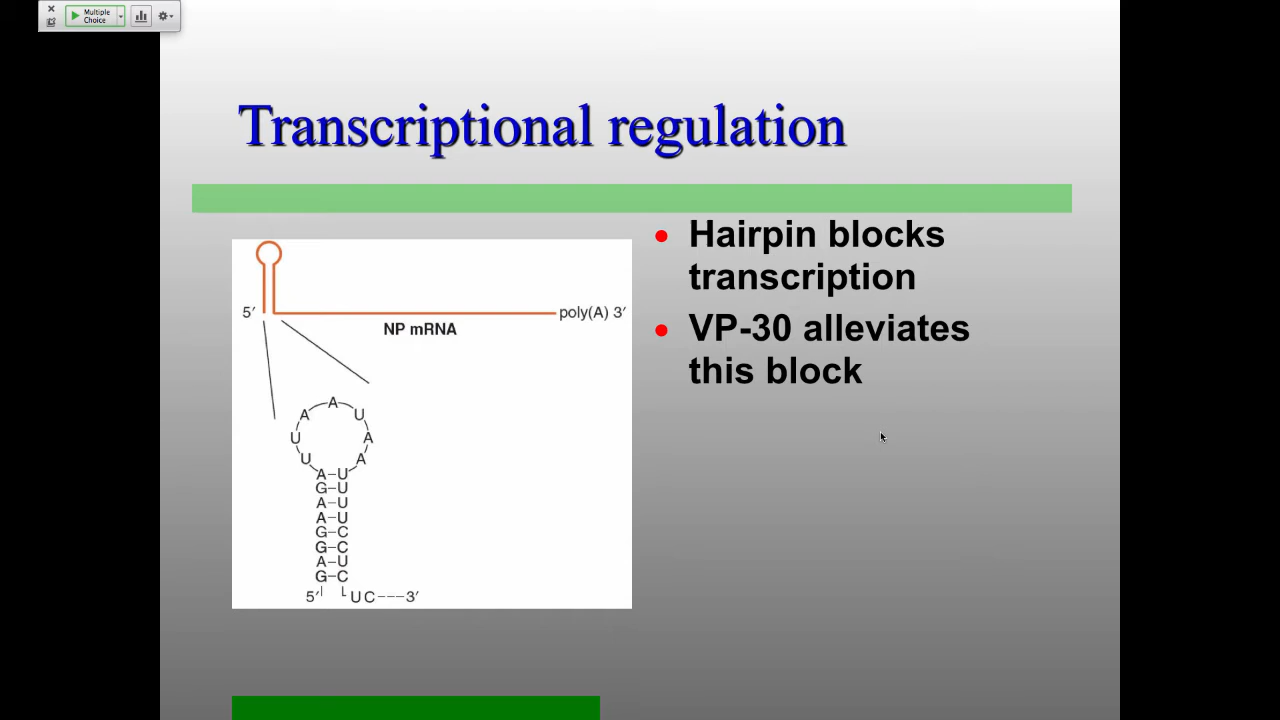 Multiple
Choice
Transcriptional regulation
Hairpin blocks
transcription
VP-30 alleviates
this block
5′ poly(A) 3′
NP mRNA
A
A U
U A
U A
A–U
G–U
A–U
A–U
G–C
G–C
A–U
G–C
5′ UC---3′